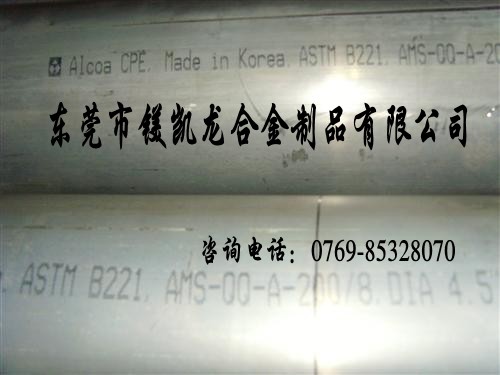 Alcoa CPE, Made in Korea, ASTM B221, AMS-QQ-A-20
东莞市镁凯龙合金制品有限公司
咨询电话：0769-85328070
ASTM B221, AMS-QQ-A-200/8, DIA 4.5